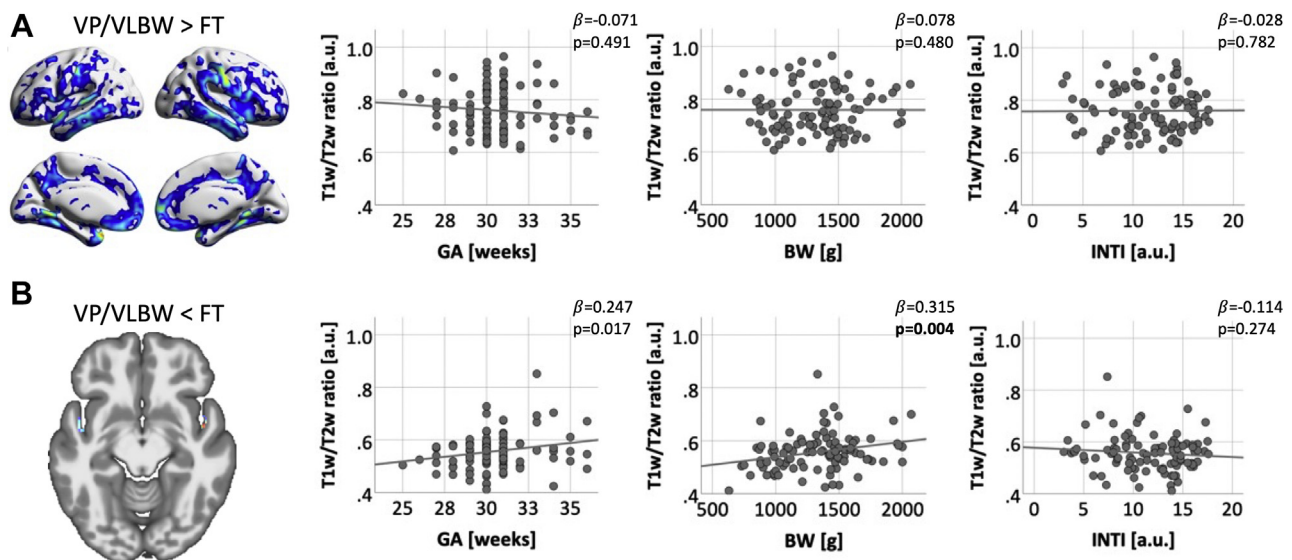 A
VP/VLBW > FT
T1w/T2w ratio [a.u.]
1.0
.8
.6
.4
25 28 30 33 35
GA [weeks]
β=-0.071
p=0.491
T1w/T2w ratio [a.u.]
1.0
.8
.6
.4
500 1000 1500 2000
BW [g]
β=0.078
p=0.480
T1w/T2w ratio [a.u.]
1.0
.8
.6
.4
0 5 10 15 20
INTI [a.u.]
β=-0.028
p=0.782
B
VP/VLBW < FT
T1w/T2w ratio [a.u.]
1.0
.8
.6
.4
25 28 30 33 35
GA [weeks]
β=0.247
p=0.017
T1w/T2w ratio [a.u.]
1.0
.8
.6
.4
500 1000 1500 2000
BW [g]
β=0.315
p=0.004
T1w/T2w ratio [a.u.]
1.0
.8
.6
.4
0 5 10 15 20
INTI [a.u.]
β=-0.114
p=0.274